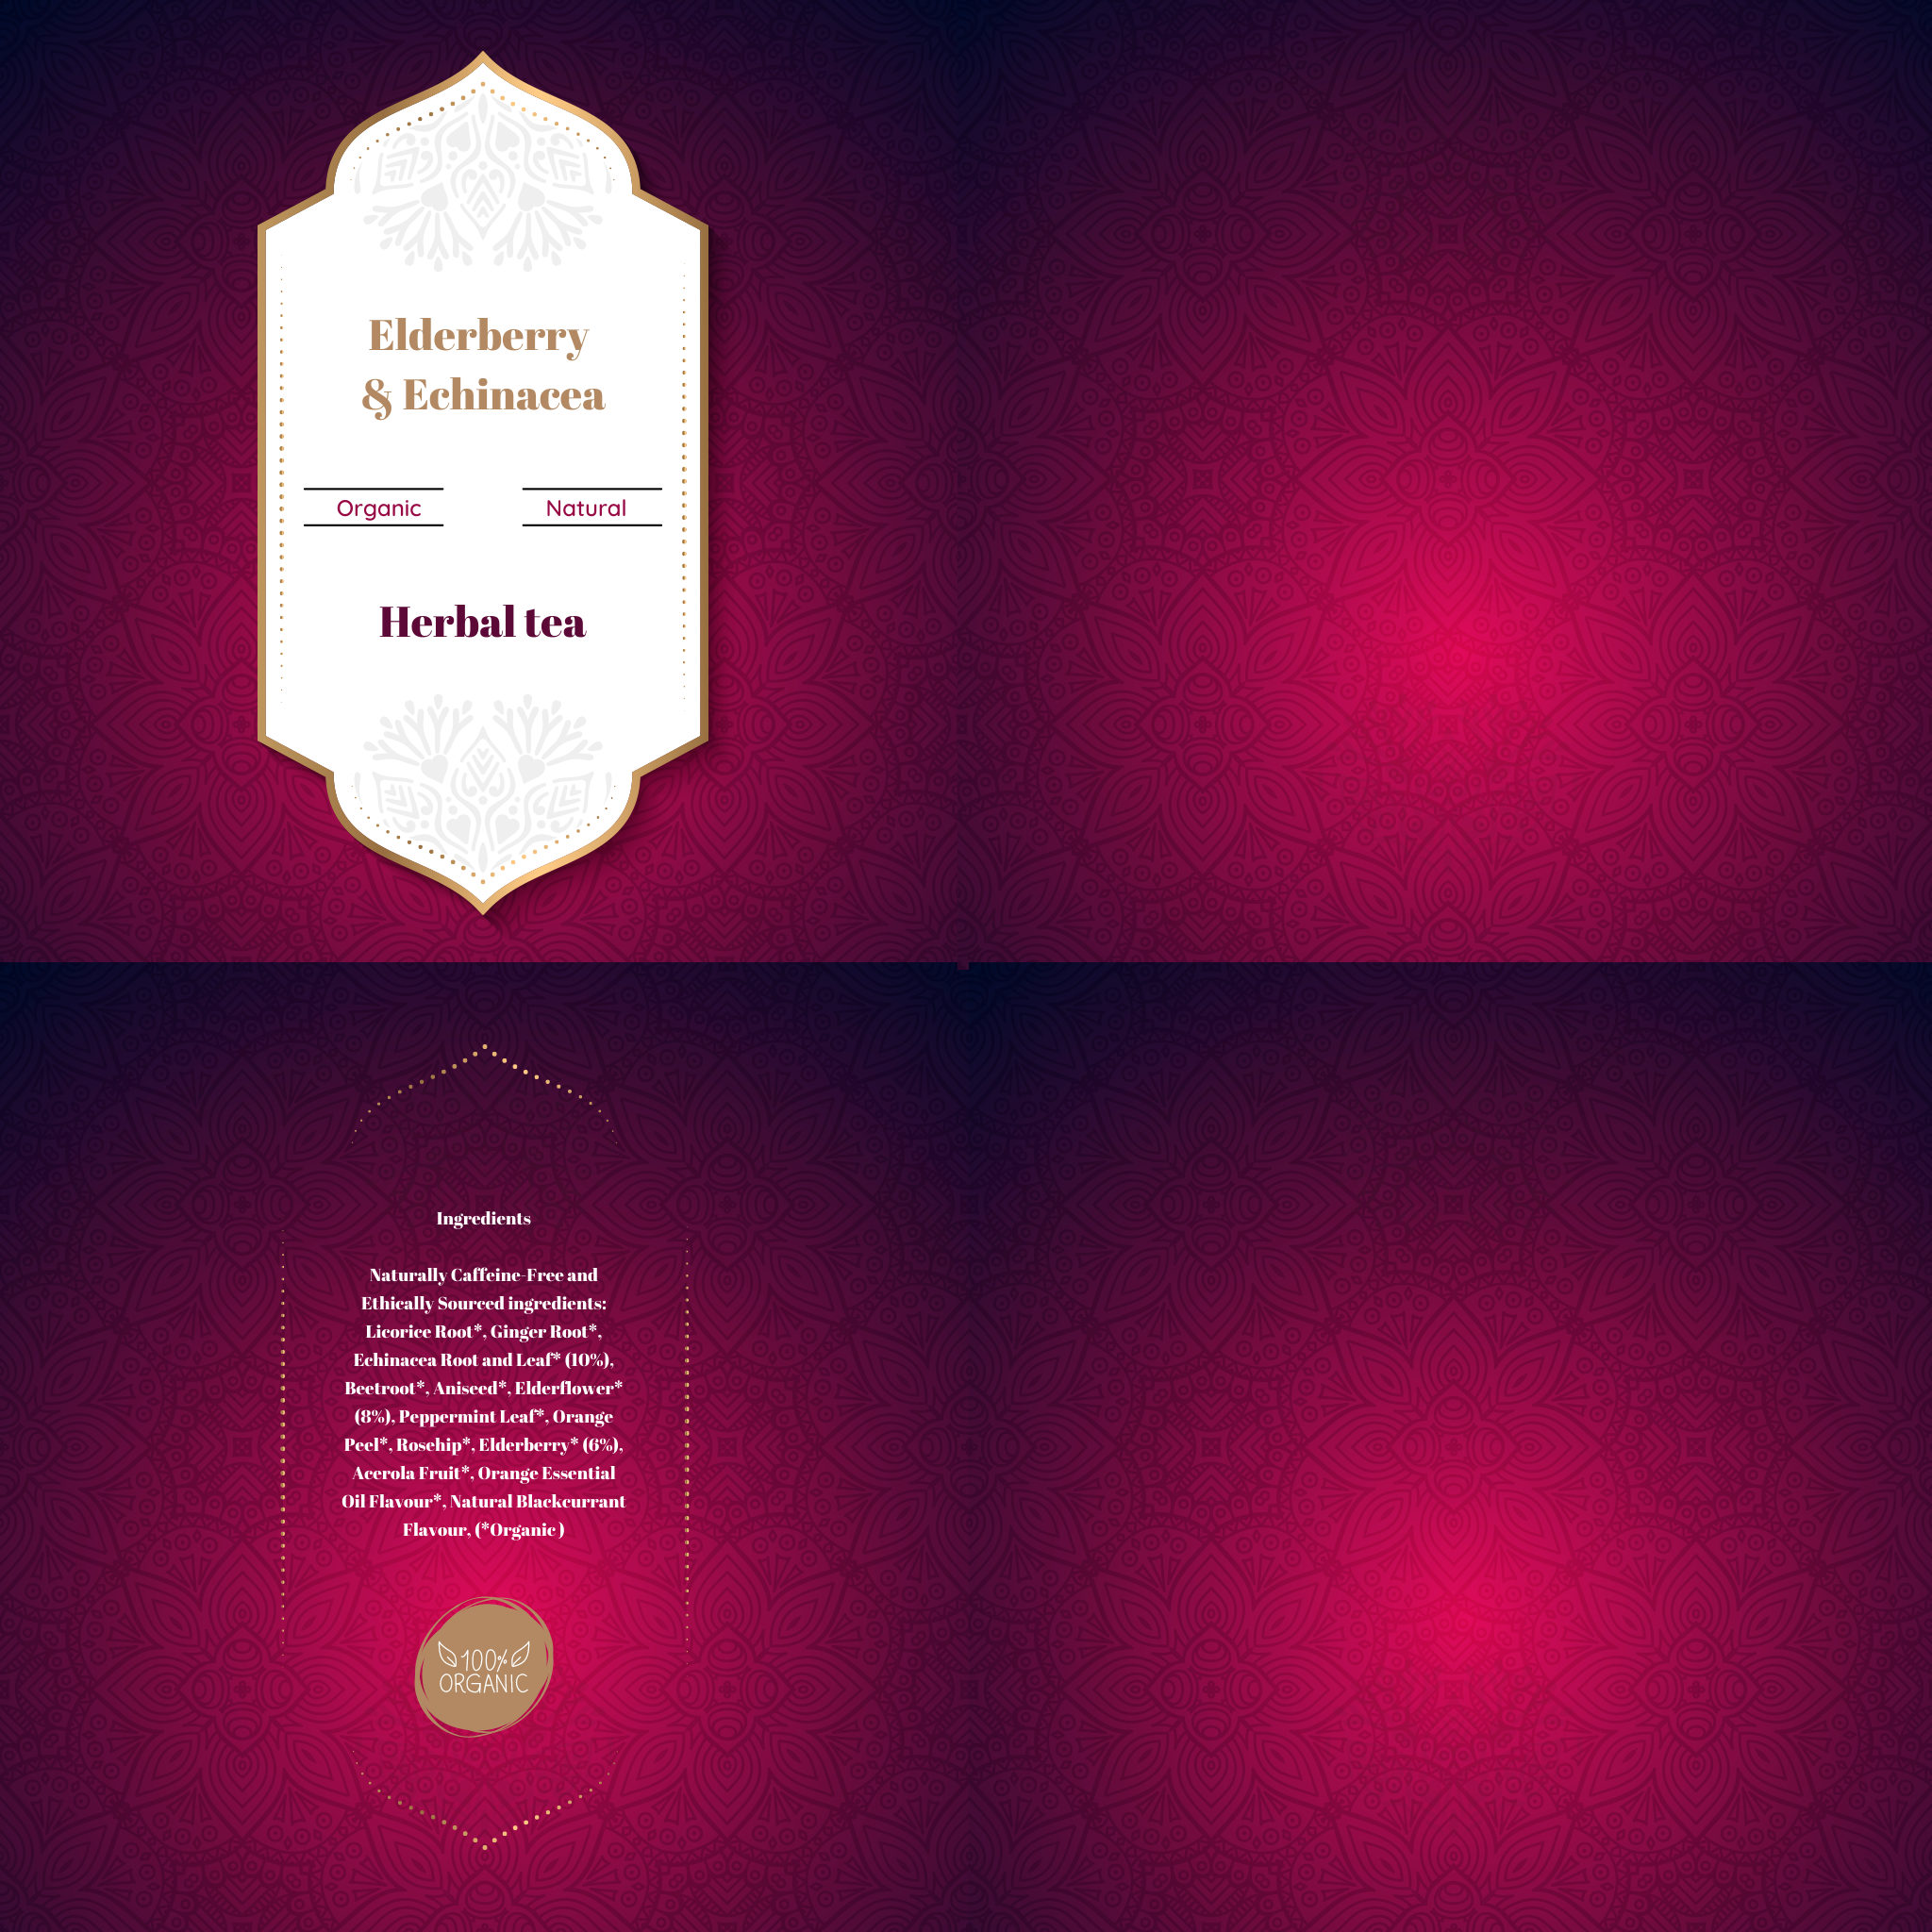 Elderberry
& Echinacea
Organic
Natural
Herbal tea
Ingredients
Naturally Caffeine-Free and
Ethically Sourced ingredients:
Licorice Root*, Ginger Root*,
Echinacea Root and Leaf* (10%),
Beetroot*, Aniseed*, Elderflower*
(8%), Peppermint Leaf*, Orange
Peel*, Rosehip*, Elderberry* (6%),
Acerola Fruit*, Orange Essential
Oil Flavour*, Natural Blackcurrant
Flavour, (*Organic)
100%
ORGANIC